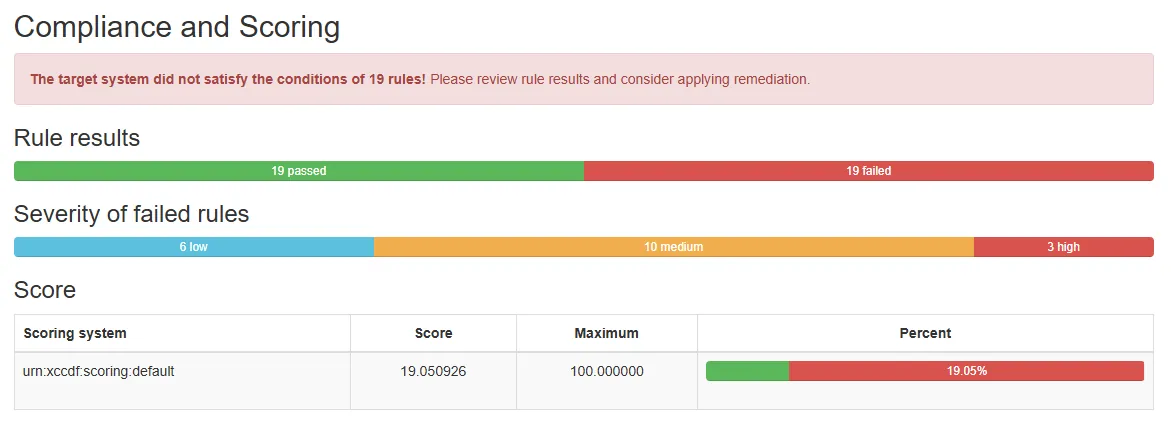 Compliance and Scoring
The target system did not satisfy the conditions of 19 rules! Please review rule results and consider applying remediation.
Rule results
19 passed 19 failed
Severity of failed rules
6 low 10 medium 3 high
Score
Scoring system Score Maximum Percent
urn:xccdf:scoring:default 19.050926 100.000000 19.05%